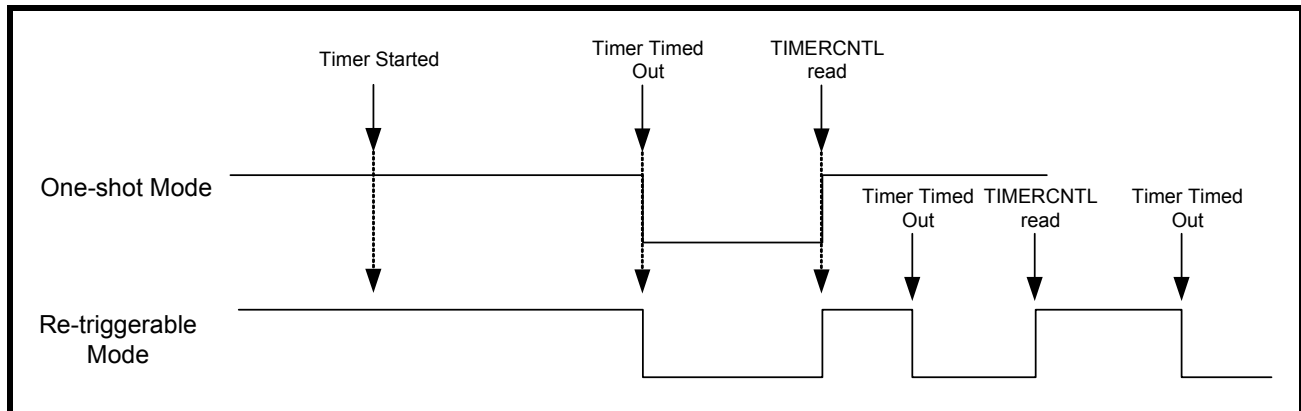 Timer Started
Timer Timed
Out
TIMERCNTL
read
One-shot Mode
Timer Timed
Out
TIMERCNTL
read
Timer Timed
Out
Re-triggerable
Mode